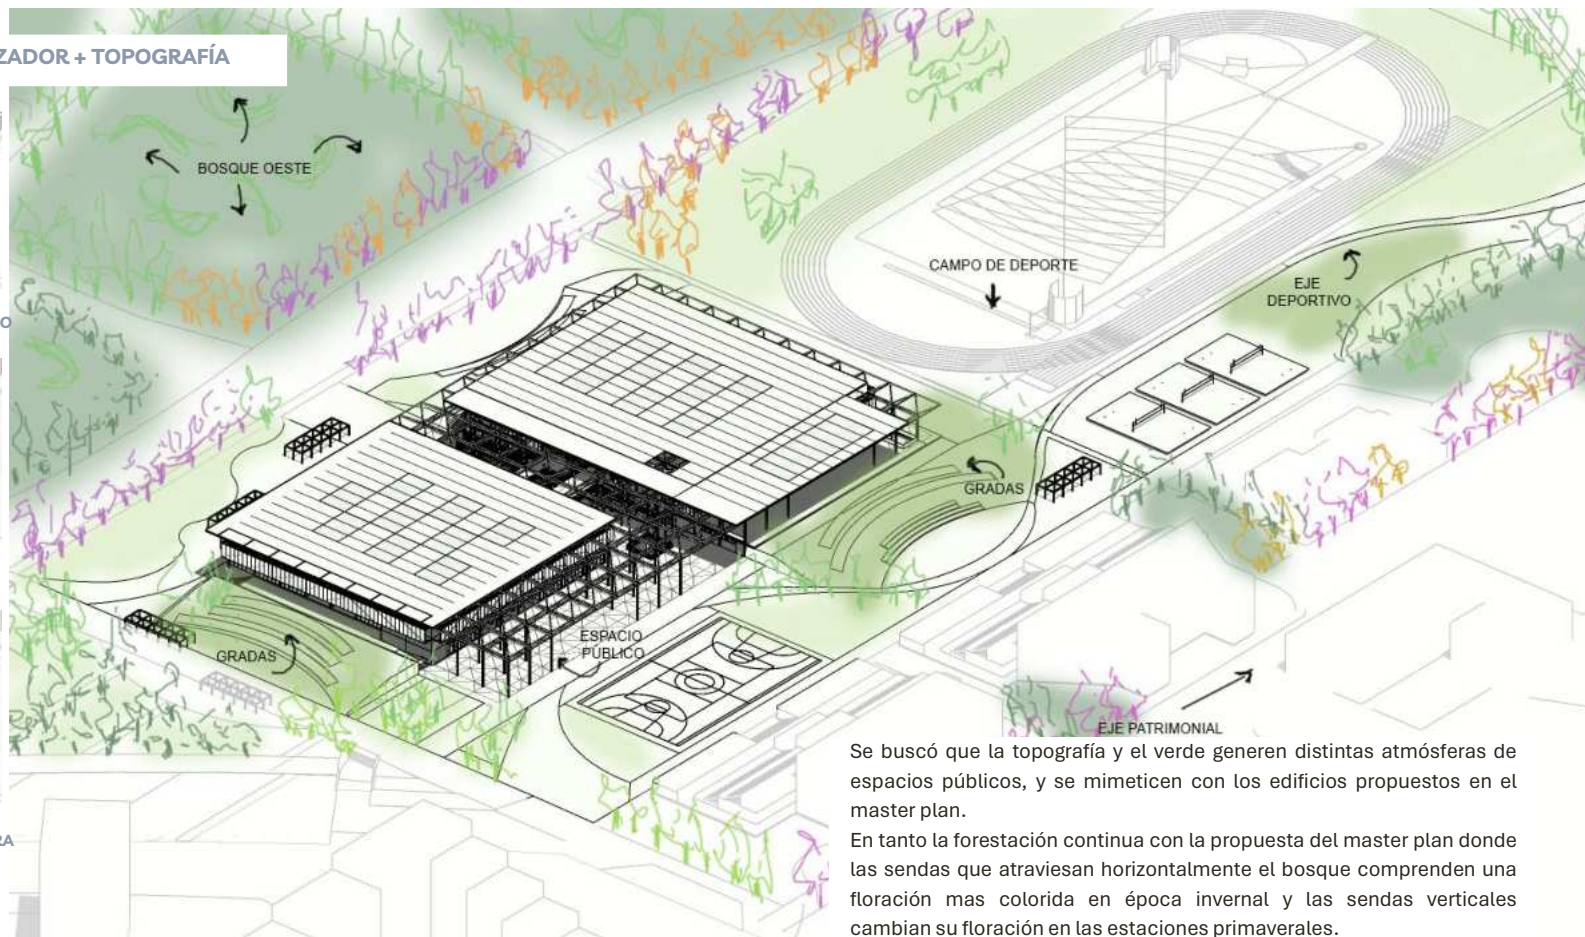 ZADOR + TOPOGRAFÍA
BOSQUE OESTE
CAMPO DE DEPORTE
EJE
DEPORTIVO
O
GRADAS
ESPACIO
PÚBLICO
GRADAS
EJE PATRIMONIAL
RA
Se buscó que la topografía y el verde generen distintas atmósferas de
espacios públicos, y se mimeticen con los edificios propuestos en el
master plan.
En tanto la forestación continua con la propuesta del master plan donde
las sendas que atraviesan horizontalmente el bosque comprenden una
floración mas colorida en época invernal y las sendas verticales
cambian su floración en las estaciones primaverales.